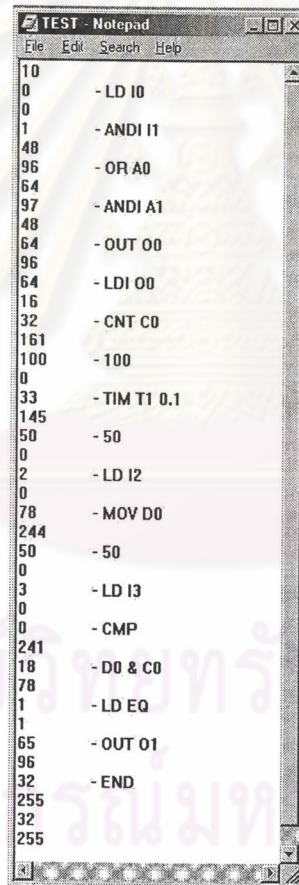 TEST - Notepad
File Edit Search Help
10
0 - LD I0
0
1 - ANDI I1
48
96 - OR A0
64
97 - ANDI A1
48
64 - OUT O0
96
64 - LDI O0
16
32 - CNT C0
161
100 - 100
0
33 - TIM T1 0.1
145
50 - 50
0
2 - LD I2
0
78 - MOV D0
244
50 - 50
0
3 - LD I3
0
0 - CMP
241
18 - D0 & C0
78
1 - LD EQ
1
65 - OUT O1
96
32 - END
255
32
255